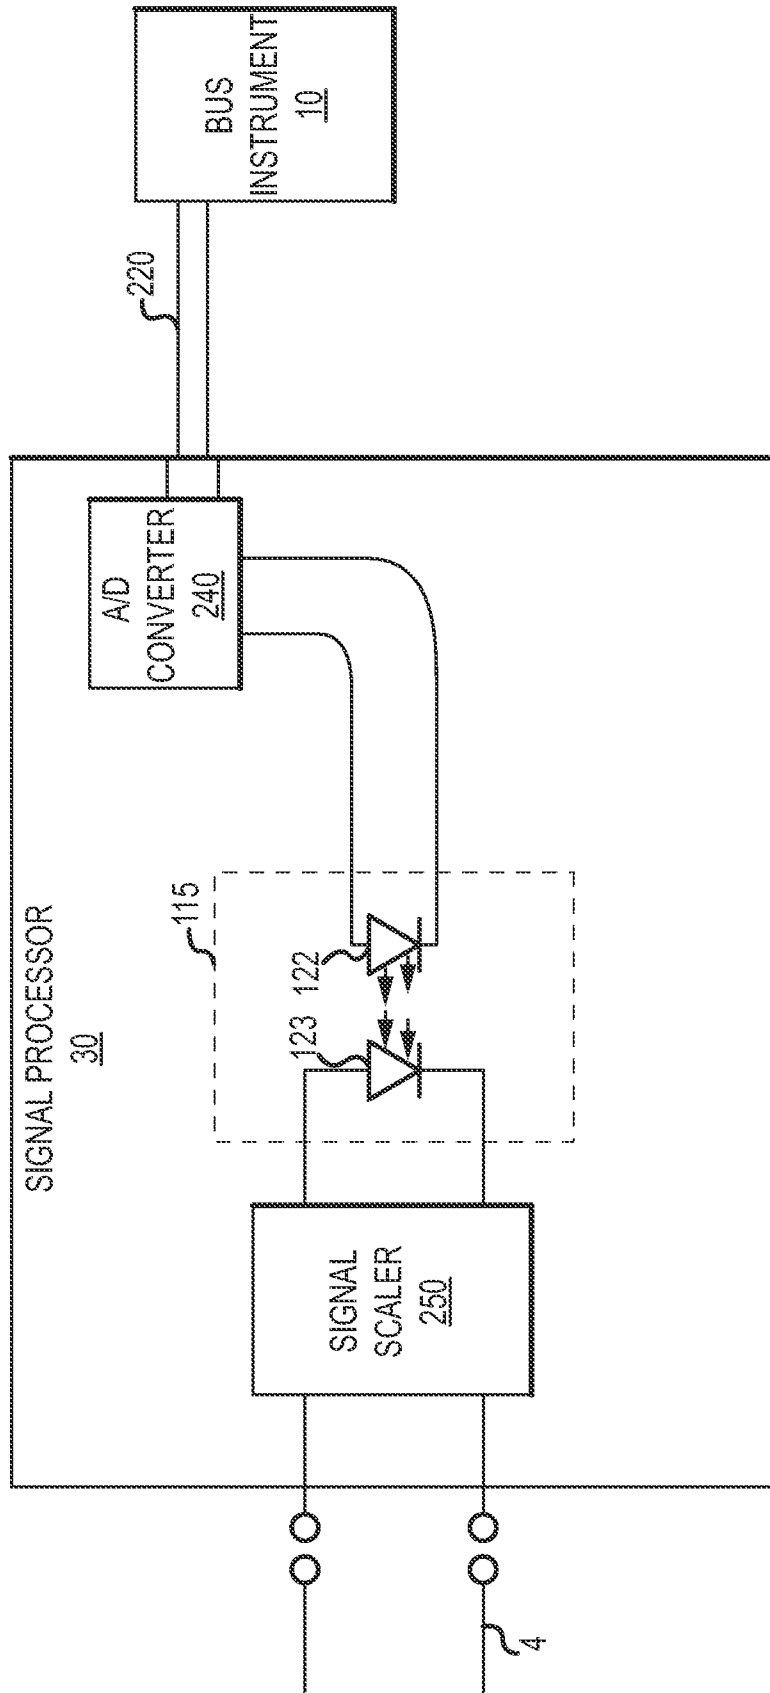 SIGNAL PROCESSOR
30
4
SIGNAL
SCALER
250
115
123
122
A/D
CONVERTER
240
220
BUS
INSTRUMENT
10